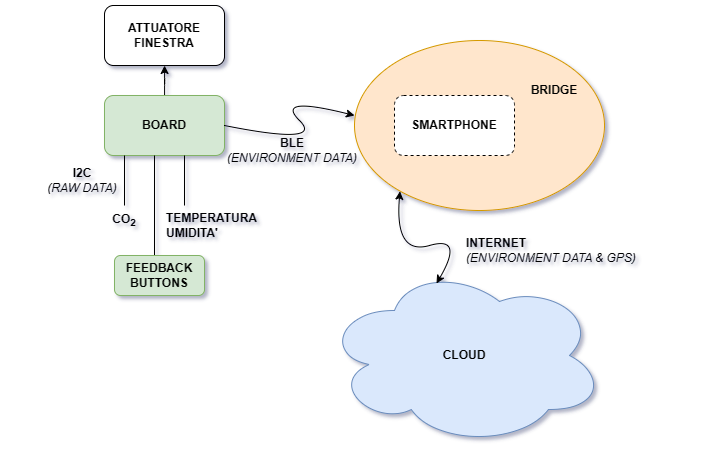 ATTUATORE
FINESTRA
BRIDGE
BOARD
SMARTPHONE
BLE
(ENVIRONMENT DATA)
I2C
(RAW DATA)
CO2
TEMPERATURA
UMIDITA'
INTERNET
(ENVIRONMENT DATA & GPS)
FEEDBACK
BUTTONS
CLOUD